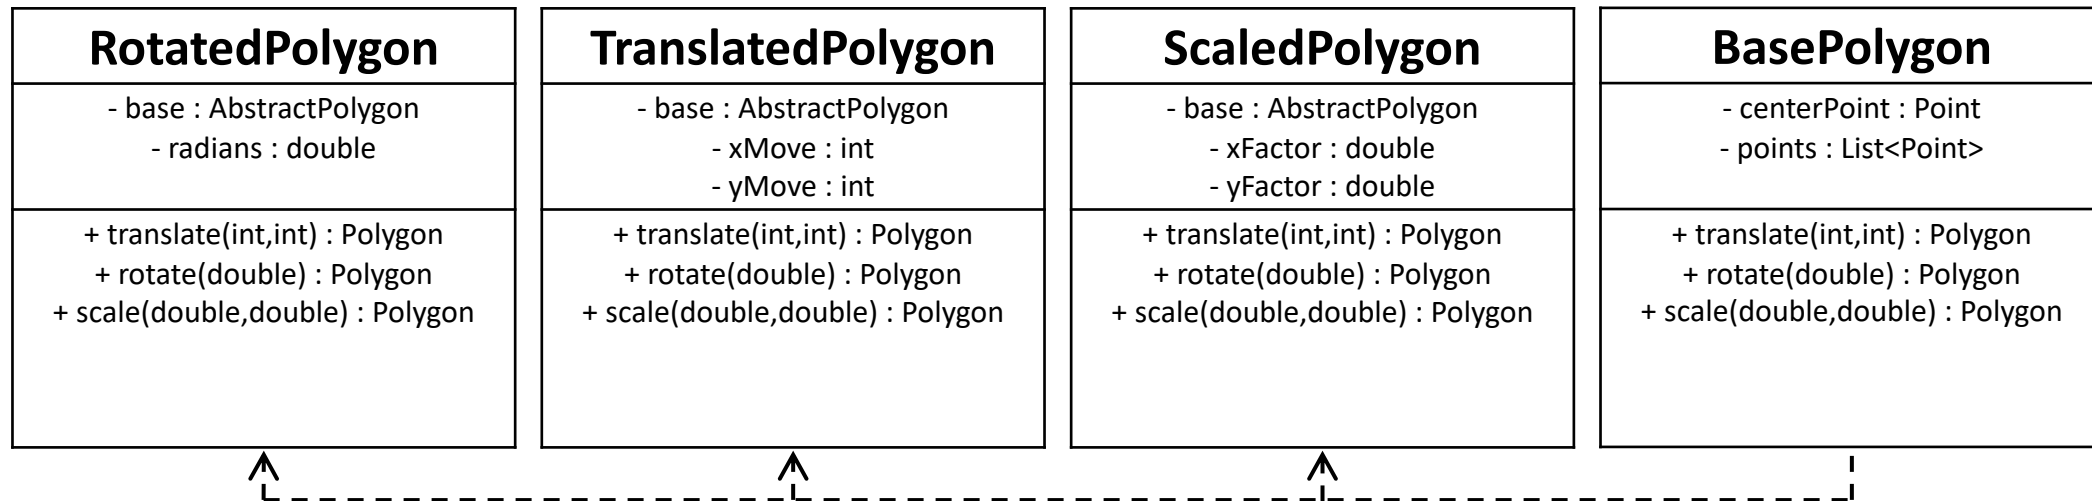 RotatedPolygon
- base : AbstractPolygon
- radians : double
+ translate(int,int) : Polygon
+ rotate(double) : Polygon
+ scale(double,double) : Polygon
TranslatedPolygon
- base : AbstractPolygon
- xMove : int
- yMove : int
+ translate(int,int) : Polygon
+ rotate(double) : Polygon
+ scale(double,double) : Polygon
ScaledPolygon
- base : AbstractPolygon
- xFactor : double
- yFactor : double
+ translate(int,int) : Polygon
+ rotate(double) : Polygon
+ scale(double,double) : Polygon
BasePolygon
- centerPoint : Point
- points : List<Point>
+ translate(int,int) : Polygon
+ rotate(double) : Polygon
+ scale(double,double) : Polygon